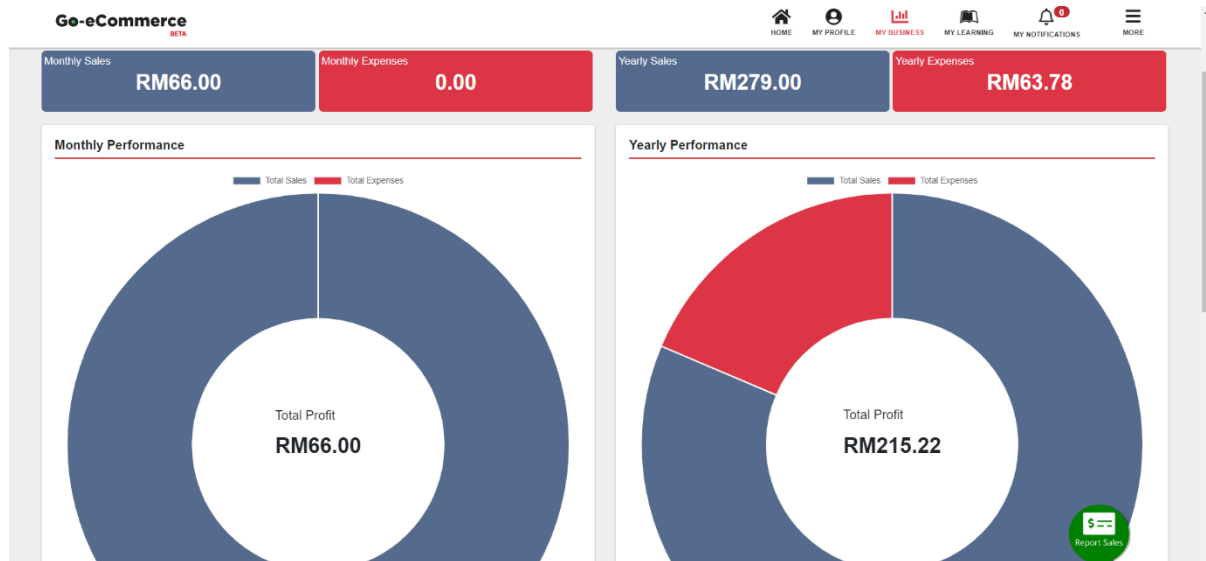 Go-eCommerce
BETA
HOME
MY PROFILE
MY BUSINESS
MY LEARNING
0
MY NOTIFICATIONS
MORE
Monthly Sales
RM66.00
Monthly Expenses
0.00
Yearly Sales
RM279.00
Yearly Expenses
RM63.78
Monthly Performance
Total Sales Total Expenses
Total Profit
RM66.00
Yearly Performance
Total Sales Total Expenses
Total Profit
RM215.22
$
Report Sales